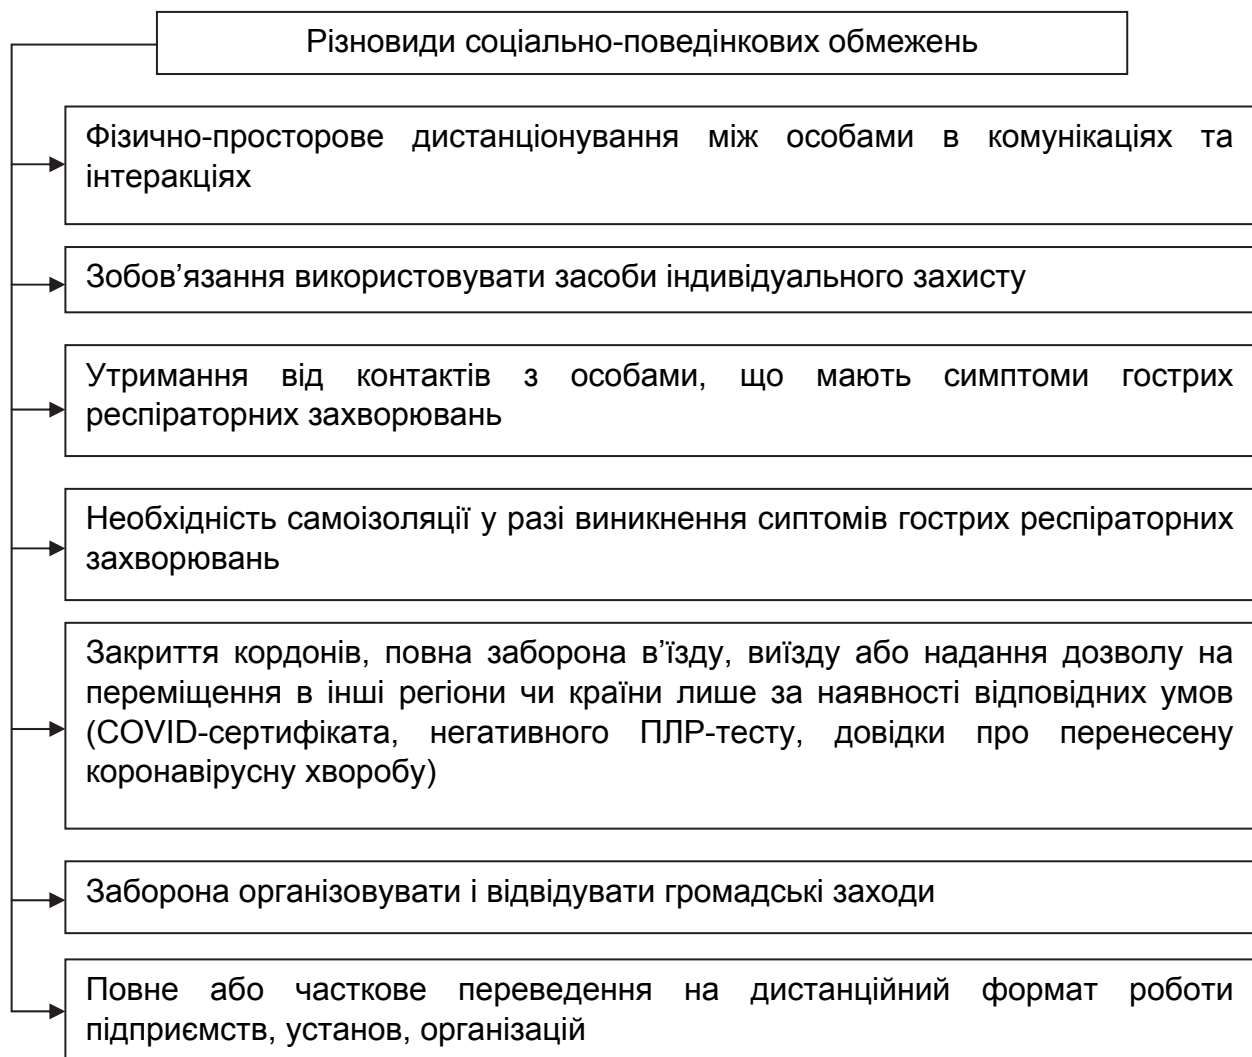 Різновиди соціально-поведінкових обмежень
Фізично-просторове дистанціонування між особами в комунікаціях та
інтеракціях
Зобов’язання використовувати засоби індивідуального захисту
Утримання від контактів з особами, що мають симптоми гострих
респіраторних захворювань
Необхідність самоізоляції у разі виникнення сиптомів гострих респіраторних
захворювань
Закриття кордонів, повна заборона в’їзду, виїзду або надання дозволу на
переміщення в інші регіони чи країни лише за наявності відповідних умов
(COVID-сертифіката, негативного ПЛР-тесту, довідки про перенесену
коронавірусну хворобу)
Заборона організовувати і відвідувати громадські заходи
Повне або часткове переведення на дистанційний формат роботи
підприємств, установ, організацій